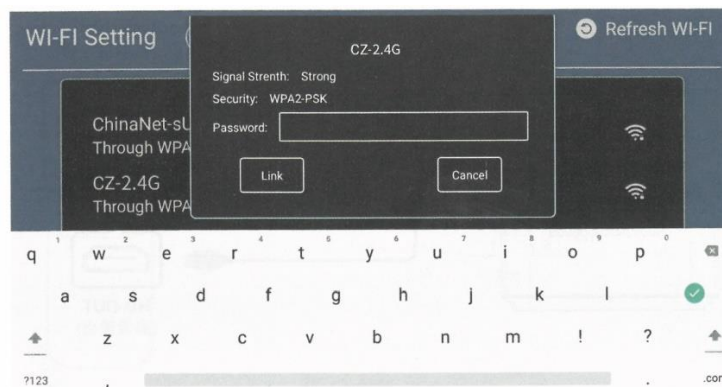 WI-FI Setting
Refresh WI-FI
CZ-2.4G
Signal Strenth: Strong
Security: WPA2-PSK
Password:
Link
Cancel
ChinaNet-sU
Through WPA
CZ-2.4G
Through WPA
1 2 3 4 5 6 7 8 9 0
q w e r t y u i o p
a s d f g h j k l
z x c v b n m ! ?
?123 , . .com